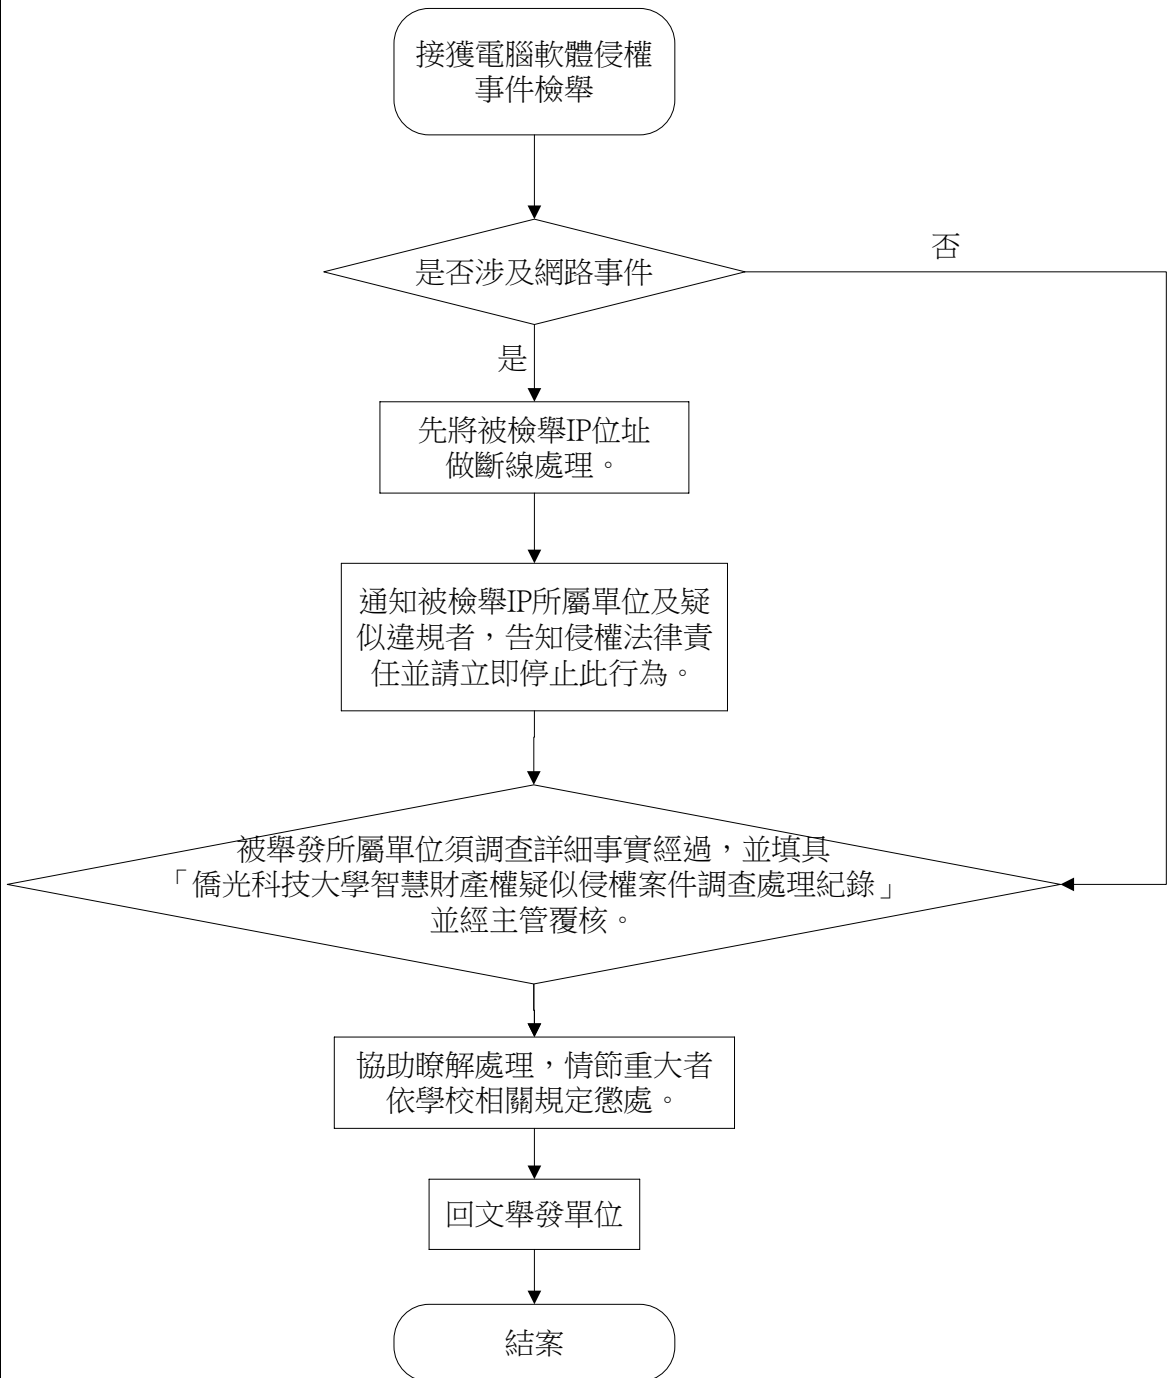 接獲電腦軟體侵權
事件檢舉
是否涉及網路事件
否
是
先將被檢舉IP位址
做斷線處理。
通知被檢舉IP所屬單位及疑
似違規者，告知侵權法律責
任並請立即停止此行為。
被舉發所屬單位須調查詳細事實經過，並填具
「僑光科技大學智慧財產權疑似侵權案件調查處理紀錄」
並經主管覆核。
協助瞭解處理，情節重大者
依學校相關規定懲處。
回文舉發單位
結案